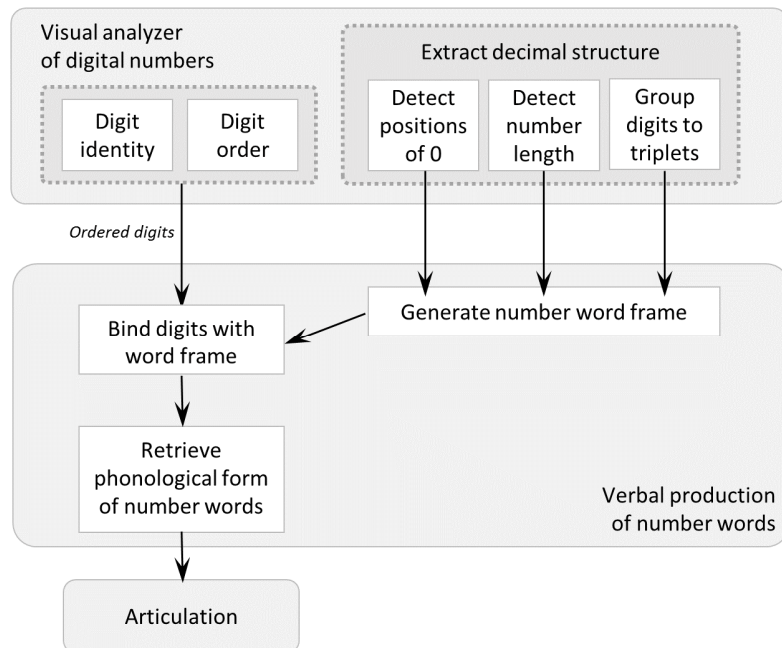 Visual analyzer
of digital numbers
Digit
identity
Digit
order
Extract decimal structure
Detect
positions
of 0
Detect
number
length
Group
digits to
triplets
Ordered digits
Generate number word frame
Bind digits with
word frame
Retrieve
phonological form
of number words
Verbal production
of number words
Articulation